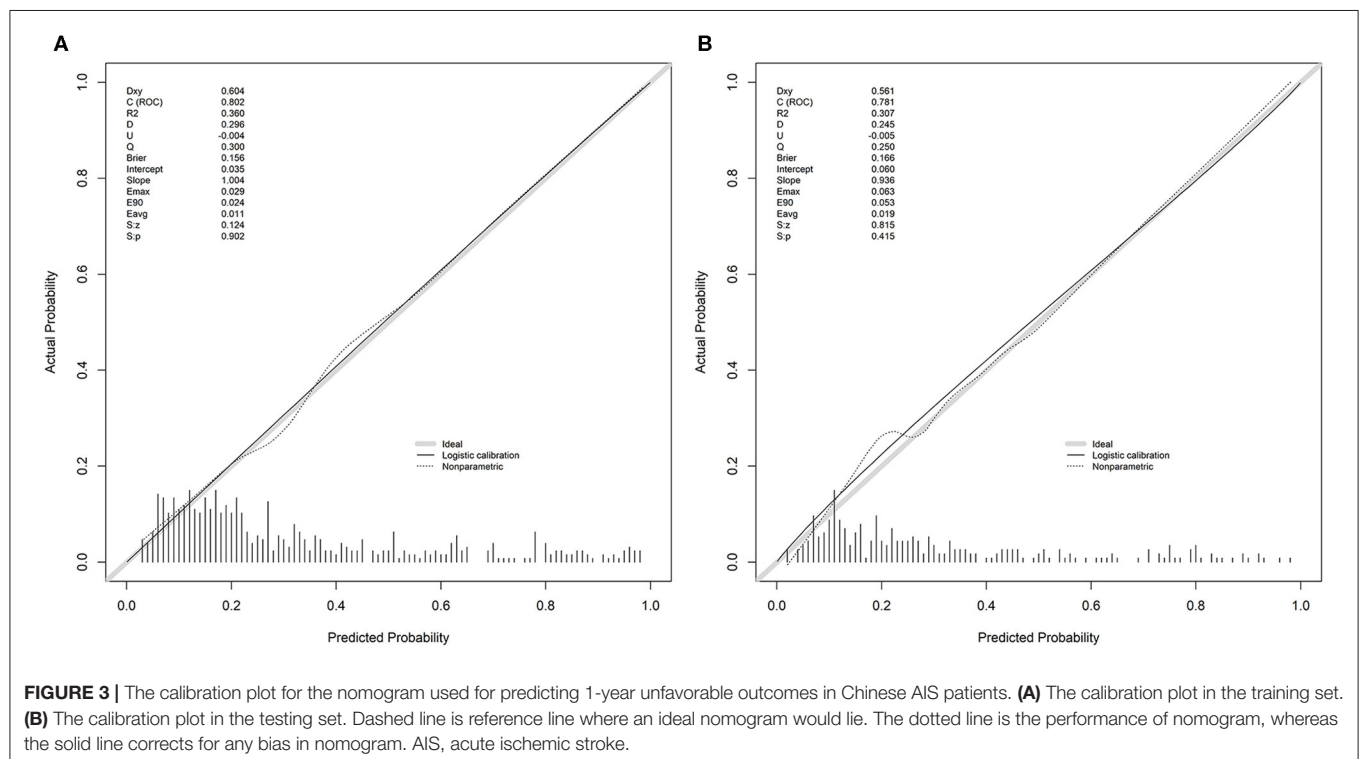 A
Dxy 0.604
C (ROC) 0.802
R2 0.360
D 0.296
U -0.004
Q 0.300
Brier 0.156
Intercept 0.035
Slope 1.004
Emax 0.029
E90 0.024
Eavg 0.011
S:z 0.124
S:p 0.902
Actual Probability
1.0
0.8
0.6
0.4
0.2
0.0
Ideal
Logistic calibration
Nonparametric
0.0 0.2 0.4 0.6 0.8 1.0
Predicted Probability
B
Dxy 0.561
C (ROC) 0.781
R2 0.307
D 0.245
U -0.005
Q 0.250
Brier 0.166
Intercept 0.060
Slope 0.936
Emax 0.063
E90 0.053
Eavg 0.019
S:z 0.815
S:p 0.415
Actual Probability
1.0
0.8
0.6
0.4
0.2
0.0
Ideal
Logistic calibration
Nonparametric
0.0 0.2 0.4 0.6 0.8 1.0
Predicted Probability
FIGURE 3 | The calibration plot for the nomogram used for predicting 1-year unfavorable outcomes in Chinese AIS patients. (A) The calibration plot in the training set.
(B) The calibration plot in the testing set. Dashed line is reference line where an ideal nomogram would lie. The dotted line is the performance of nomogram, whereas
the solid line corrects for any bias in nomogram. AIS, acute ischemic stroke.